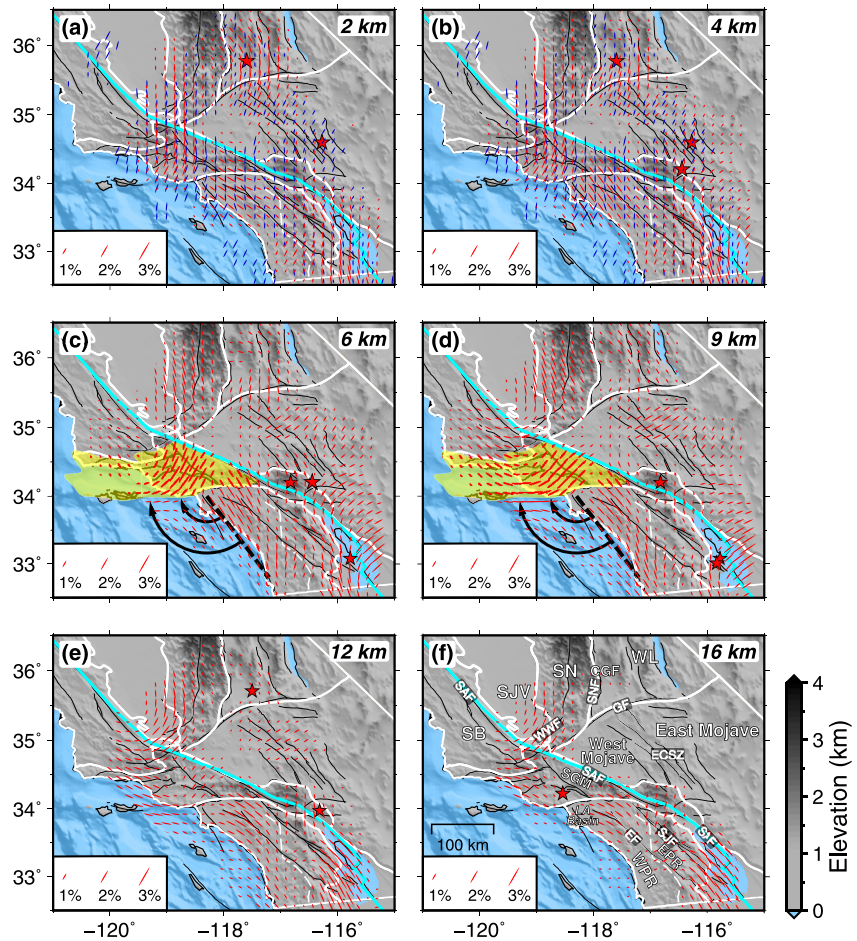 (a)
2 km
(b)
4 km
36˚
35˚
34˚
33˚
1%
2%
3%
1%
2%
3%
(c)
6 km
(d)
9 km
36˚
35˚
34˚
33˚
1%
2%
3%
1%
2%
3%
(e)
12 km
(f)
16 km
36˚
35˚
34˚
33˚
1%
2%
3%
SAF
SJV
SN
SNF
CGF
WL
GF
WWF
SB
West
Mojave
East Mojave
ECSZ
SGM
SAF
LA
Basin
EF
SJF
EPR
WPR
SJF
100 km
1%
2%
3%
−120˚
−118˚
−116˚
−120˚
−118˚
−116˚
4
3
2
1
0
Elevation (km)